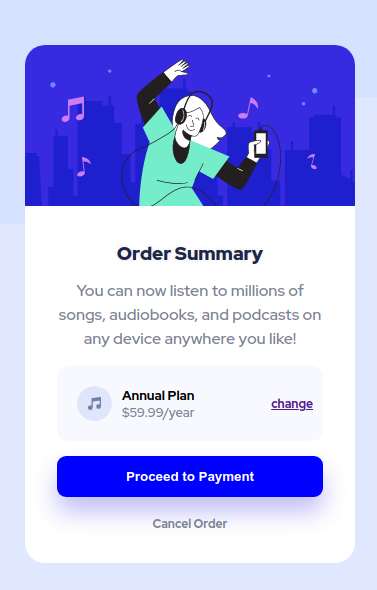 Order Summary
You can now listen to millions of
songs, audiobooks, and podcasts on
any device anywhere you like!
Annual Plan
$59.99/year
change
Proceed to Payment
Cancel Order